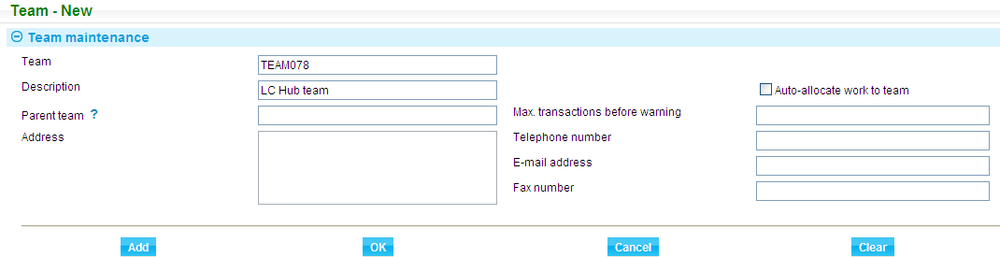 Team - New
Team maintenance
Team TEAM078
Description LC Hub team Auto-allocate work to team
Parent team ? Max. transactions before warning
Address Telephone number
E-mail address
Fax number
Add OK Cancel Clear